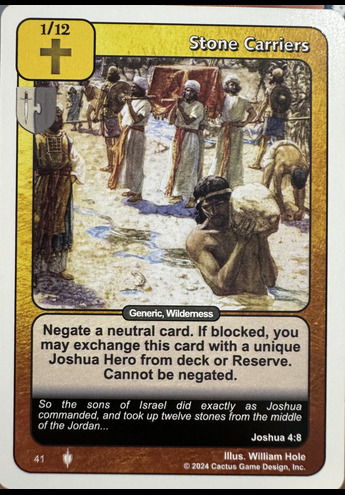 1/12
Stone Carriers
Generic, Wilderness
Negate a neutral card. If blocked, you
may exchange this card with a unique
Joshua Hero from deck or Reserve.
Cannot be negated.
So the sons of Israel did exactly as Joshua
commanded, and took up twelve stones from the middle
of the Jordan...
Joshua 4:8
41
Illus. William Hole
© 2024 Cactus Game Design, Inc.